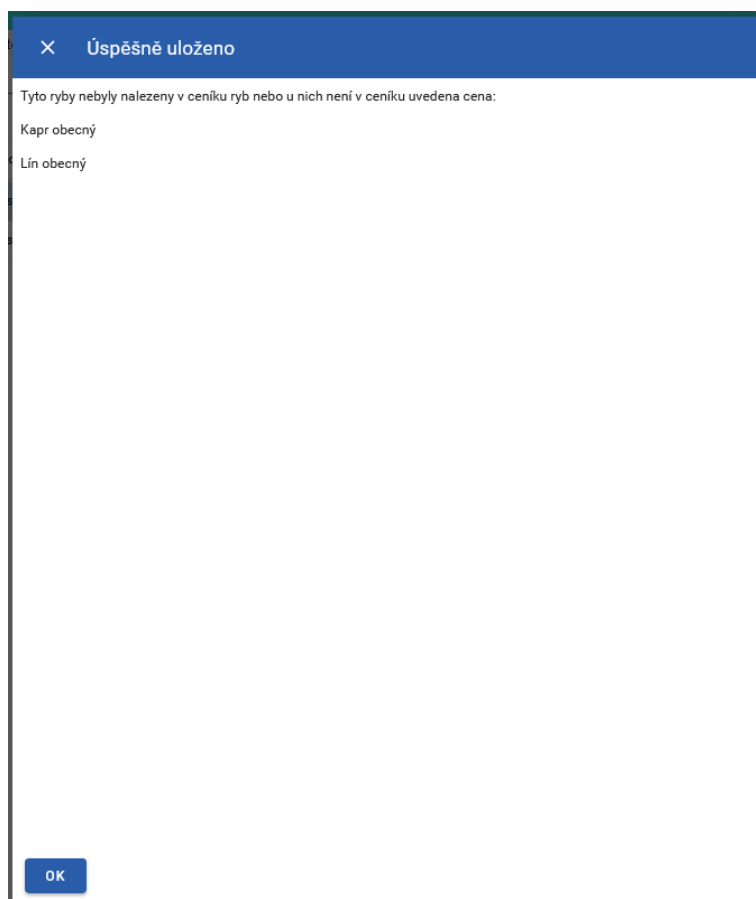 Úspěšně uloženo
Tyto ryby nebyly nalezeny v ceníku ryb nebo u nich není v ceníku uvedena cena:
Kapr obecný
Lín obecný
OK